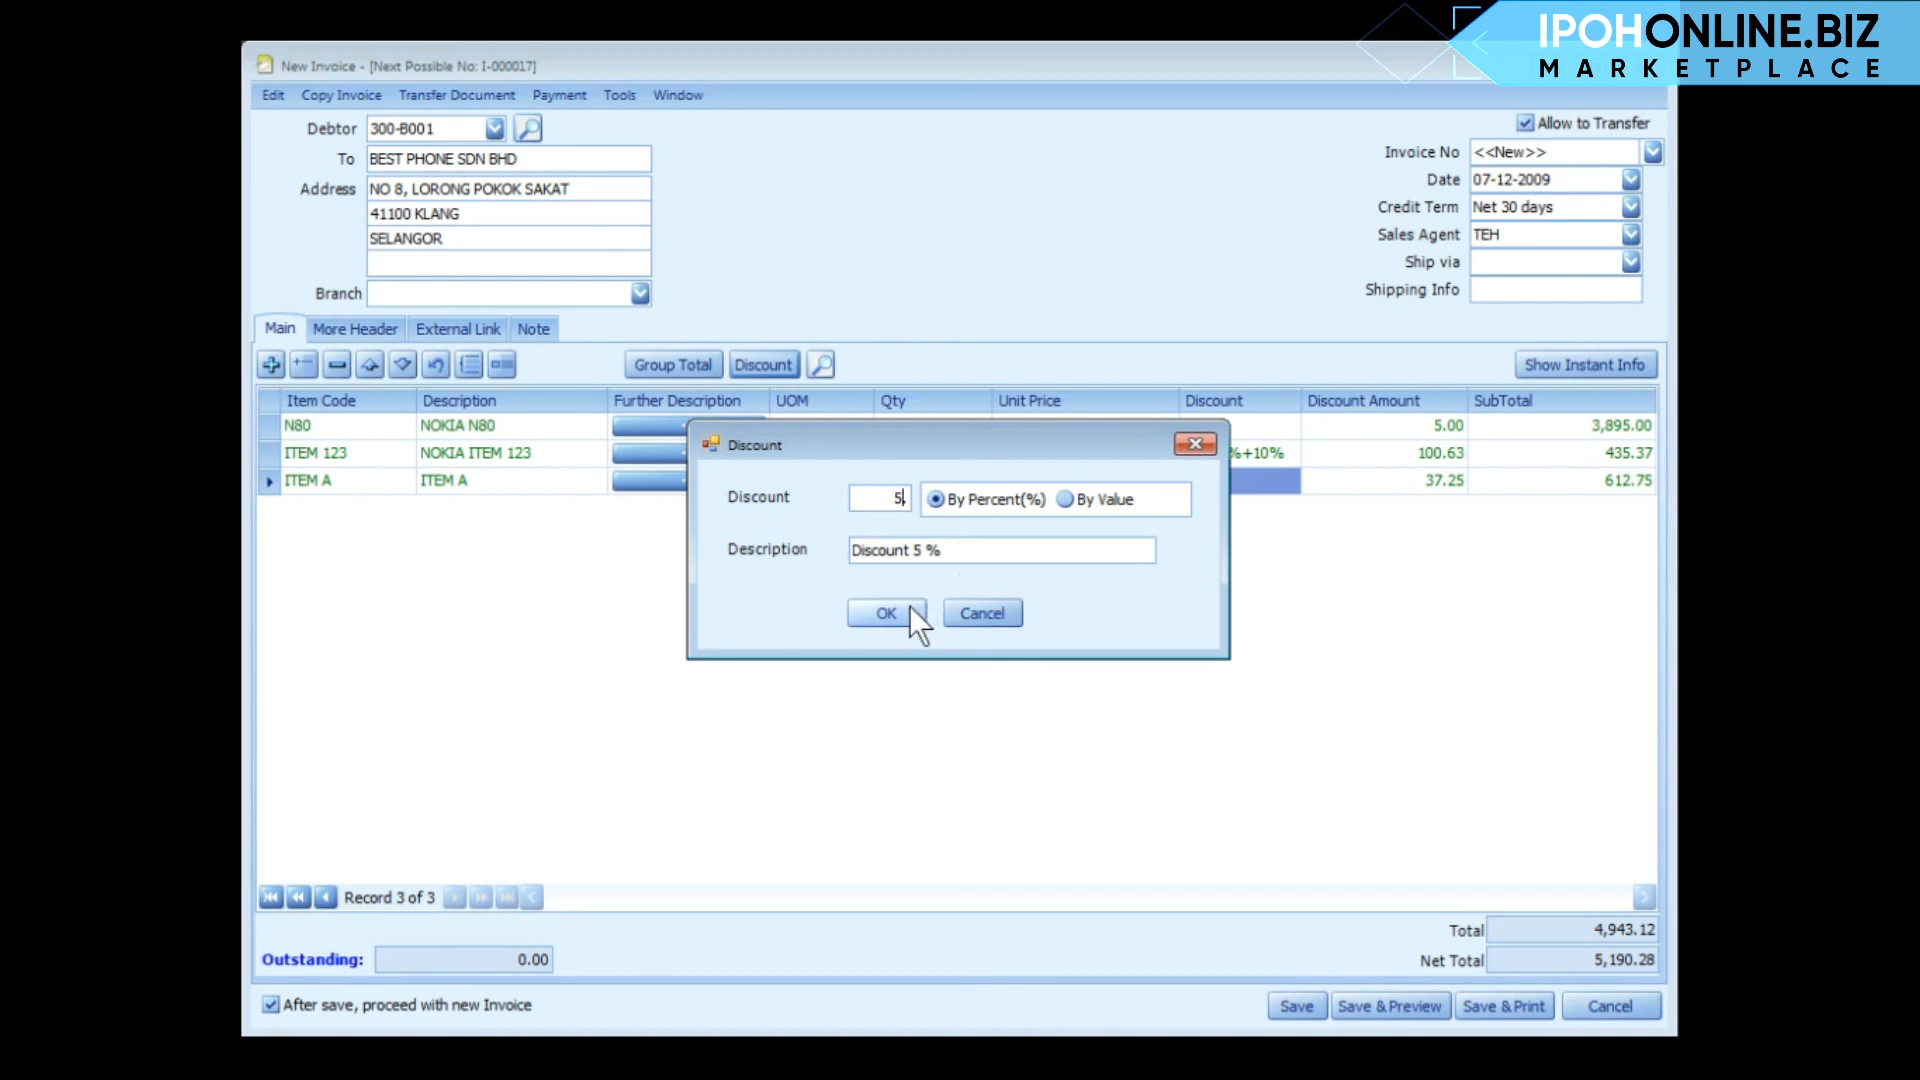 IPOHONLINE.BIZ
MARKETPLACE
New Invoice - [Next Possible No: I-000017]
Edit Copy Invoice Transfer Document Payment Tools Window
Debtor 300-B001
Allow to Transfer
To BEST PHONE SDN BHD
Invoice No <<New>>
Address NO 8, LORONG POKOK SAKAT
Date 07-12-2009
41100 KLANG
Credit Term Net 30 days
SELANGOR
Sales Agent TEH
Ship via
Branch
Shipping Info
Main More Header External Link Note
Group Total Discount Show Instant Info
Item Code Description Further Description UOM Qty Unit Price Discount Discount Amount SubTotal
N80 NOKIA N80 5.00 3,895.00
ITEM 123 NOKIA ITEM 123 %+10% 100.63 435.37
ITEM A ITEM A 37.25 612.75
Discount
Discount 5 By Percent(%) By Value
Description Discount 5 %
OK Cancel
Record 3 of 3
Total 4,943.12
Outstanding: 0.00
Net Total 5,190.28
After save, proceed with new Invoice
Save Save & Preview Save & Print Cancel